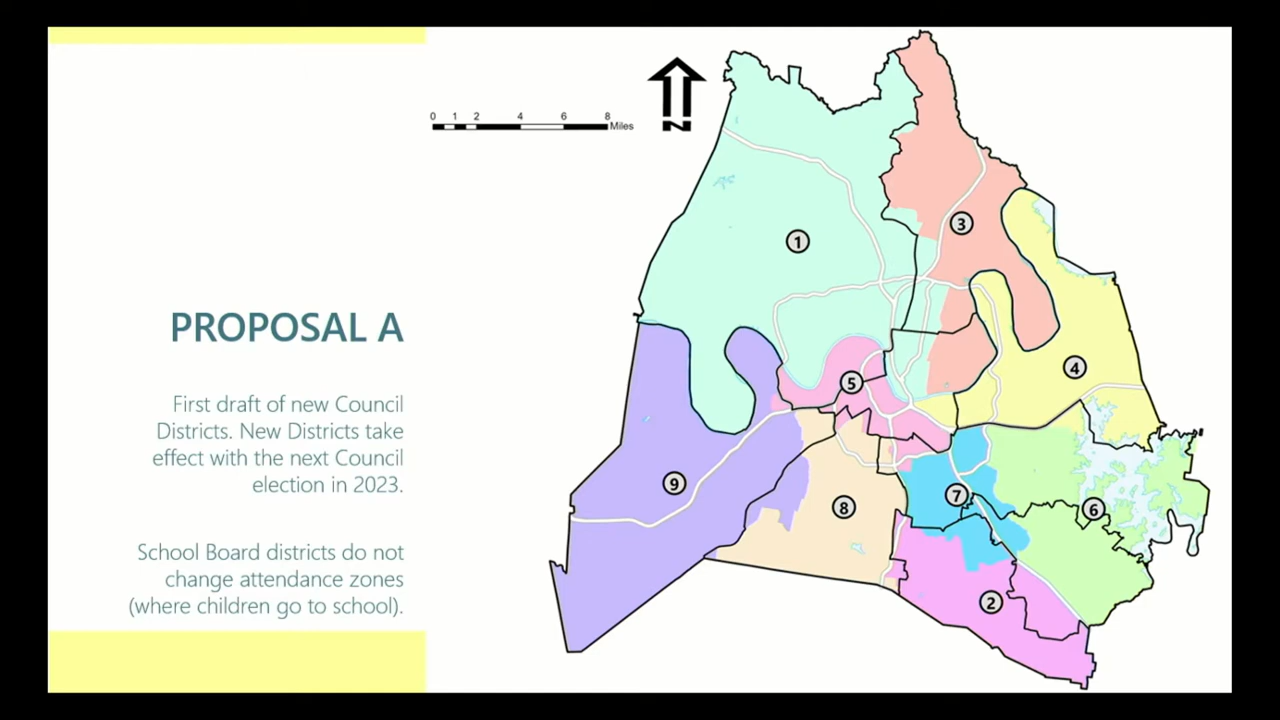 PROPOSAL A
First draft of new Council
Districts. New Districts take
effect with the next Council
election in 2023.
School Board districts do not
change attendance zones
(where children go to school).
0 1 2 4 6 8
Miles
N
1
3
4
5
9
8
7
6
2